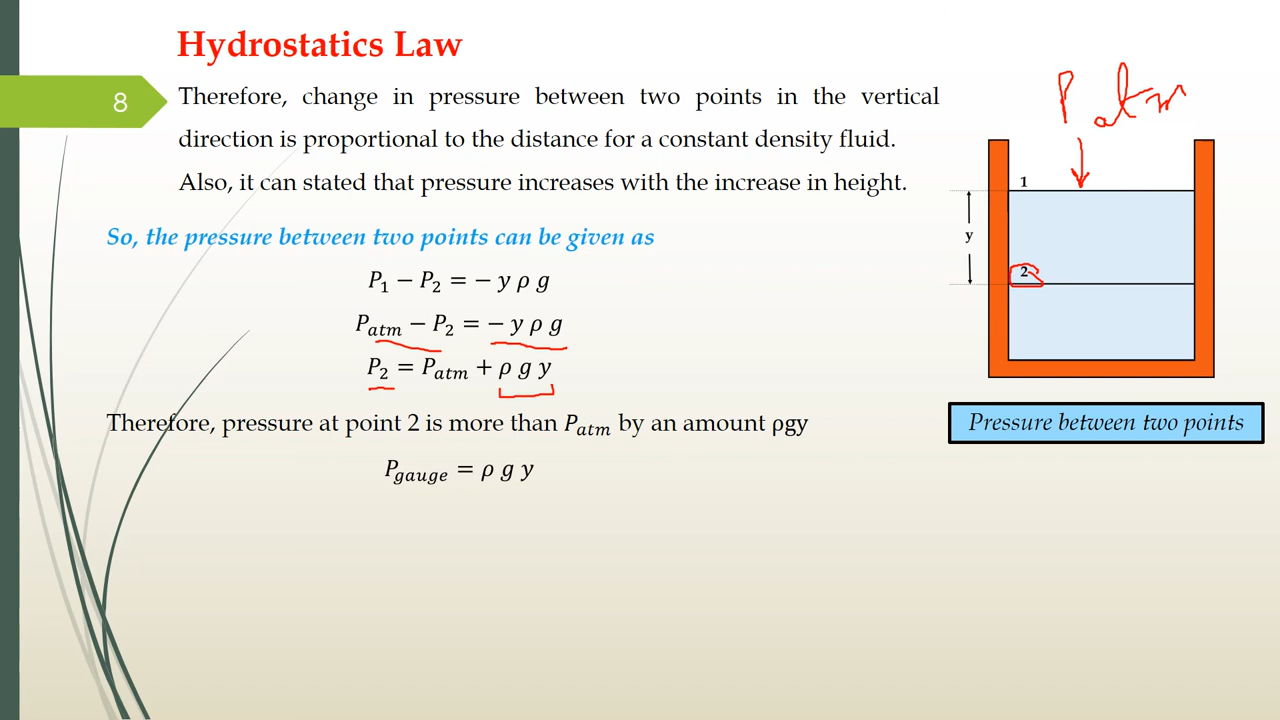 Hydrostatics Law
8
Therefore, change in pressure between two points in the vertical
direction is proportional to the distance for a constant density fluid.
Also, it can stated that pressure increases with the increase in height.
So, the pressure between two points can be given as
P₁ − P₂ = − y ρ g
Pₐₜₘ − P₂ = − y ρ g
P₂ = Pₐₜₘ + ρ g y
Therefore, pressure at point 2 is more than Pₐₜₘ by an amount ρgy
P_gauge = ρ g y
P atm
1
y
2
Pressure between two points